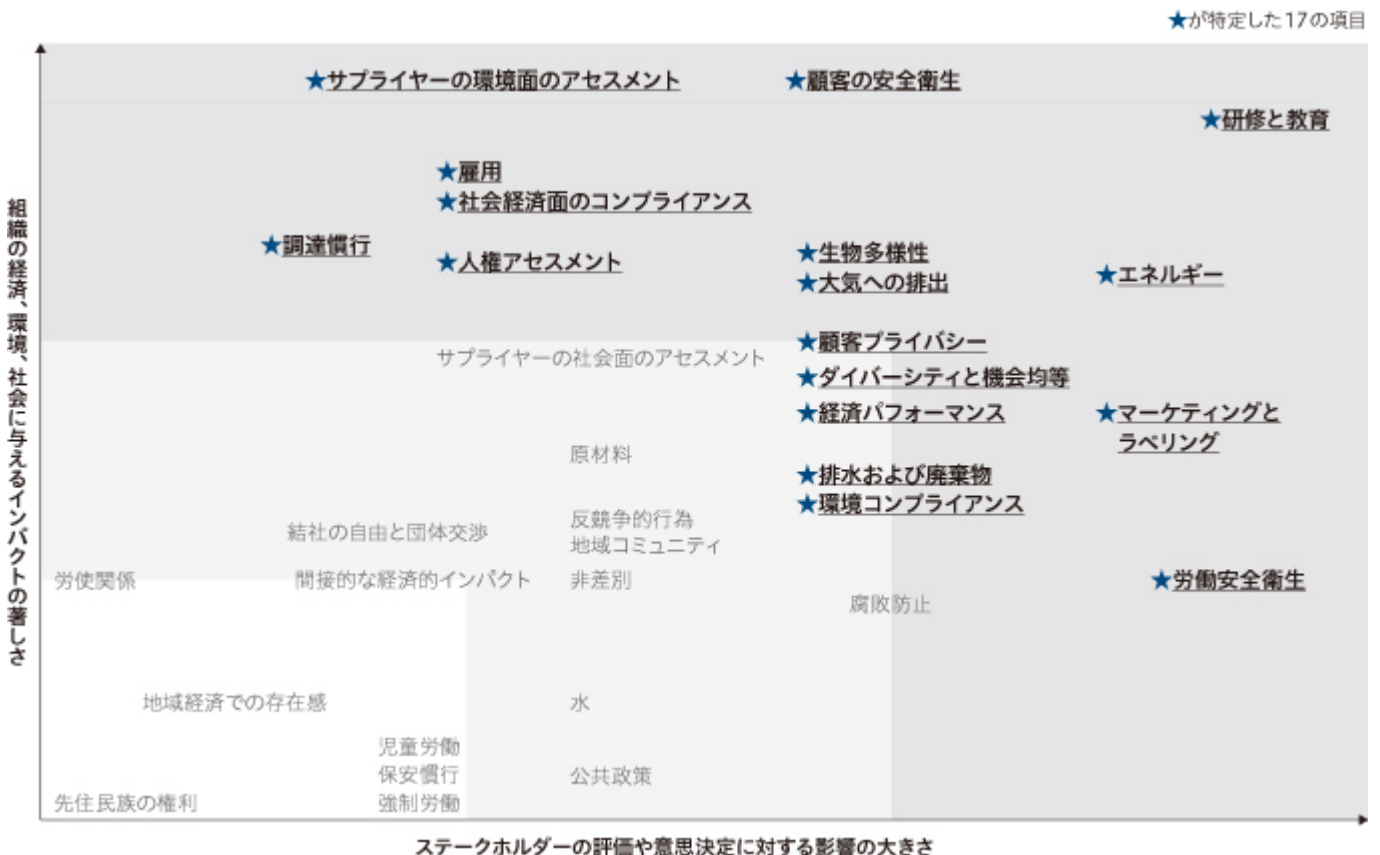 ★が特定した17の項目
★サプライヤーの環境面のアセスメント
★顧客の安全衛生
★研修と教育
★雇用
★社会経済面のコンプライアンス
★調達慣行
★人権アセスメント
★生物多様性
★大気への排出
★エネルギー
★顧客プライバシー
サプライヤーの社会面のアセスメント
★ダイバーシティと機会均等
★経済パフォーマンス
★マーケティングと
ラベリング
原材料
★排水および廃棄物
★環境コンプライアンス
結社の自由と団体交渉
反競争的行為
地域コミュニティ
労使関係
間接的な経済的インパクト
非差別
★労働安全衛生
腐敗防止
地域経済での存在感
水
児童労働
保安慣行
公共政策
先住民族の権利
強制労働
組織の経済、環境、社会に与えるインパクトの著しさ
ステークホルダーの評価や意思決定に対する影響の大きさ